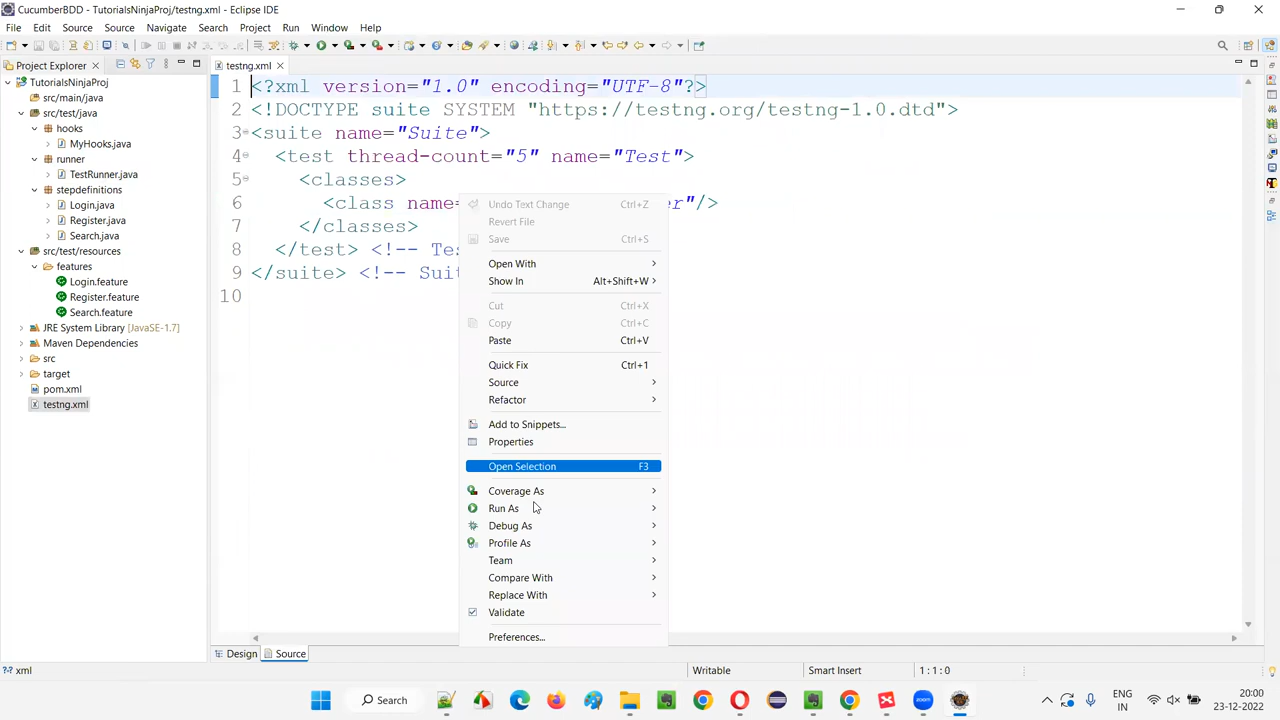 CucumberBDD - TutorialsNinjaProj/testng.xml - Eclipse IDE
File Edit Source Source Navigate Search Project Run Window Help
Project Explorer
testng.xml
TutorialsNinjaProj
src/main/java
src/test/java
hooks
MyHooks.java
runner
TestRunner.java
stepdefinitions
Login.java
Register.java
Search.java
src/test/resources
features
Login.feature
Register.feature
Search.feature
JRE System Library [JavaSE-1.7]
Maven Dependencies
src
target
pom.xml
testng.xml
1 <?xml version="1.0" encoding="UTF-8"?>
2 <!DOCTYPE suite SYSTEM "https://testng.org/testng-1.0.dtd">
3 <suite name="Suite">
4 <test thread-count="5" name="Test">
5 <classes>
6 <class name= er"/>
7 </classes>
8 </test> <!-- Te
9 </suite> <!-- Sui
10
Undo Text Change Ctrl+Z
Revert File
Save Ctrl+S
Open With
Show In Alt+Shift+W
Cut Ctrl+X
Copy Ctrl+C
Paste Ctrl+V
Quick Fix Ctrl+1
Source
Refactor
Add to Snippets...
Properties
Open Selection F3
Coverage As
Run As
Debug As
Profile As
Team
Compare With
Replace With
Validate
Preferences...
Design Source
xml Writable Smart Insert 1 : 1 : 0
Search
ENG
IN
20:00
23-12-2022